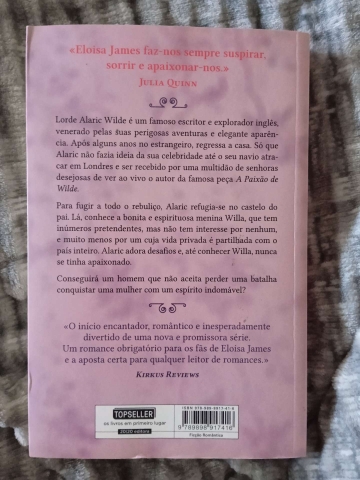 «Eloisa James faz-nos sempre suspirar,
sorrir e apaixonar-nos.»
Julia Quinn
Lorde Alaric Wilde é um famoso escritor e explorador inglês,
venerado pelas suas perigosas aventuras e elegante aparên-
cia. Após alguns anos no estrangeiro, regressa a casa. Só que
Alaric não fazia ideia da sua celebridade até o seu navio atra-
car em Londres e ser recebido por uma multidão de senhoras
desejosas de ver ao vivo o autor da famosa peça A Paixão de
Wilde.
Para fugir a todo o rebuliço, Alaric refugia-se no castelo do
pai. Lá, conhece a bonita e espirituosa menina Willa, que tem
inúmeros pretendentes, mas não tem interesse por nenhum,
e muito menos por um cuja vida privada é partilhada com o
país inteiro. Alaric adora desafios e, até conhecer Willa, nunca
se tinha apaixonado.
Conseguirá um homem que não aceita perder uma batalha
conquistar uma mulher com um espírito indomável?
«O início encantador, romântico e inesperadamente
divertido de uma nova e promissora série.
Um romance obrigatório para os fãs de Eloisa James
e a aposta certa para qualquer leitor de romances.»
Kirkus Reviews
TOPSELLER
os livros em primeiro lugar
20|20 editora
ISBN 978-989-8917-41-6
9 789898 917416
Ficção Romântica